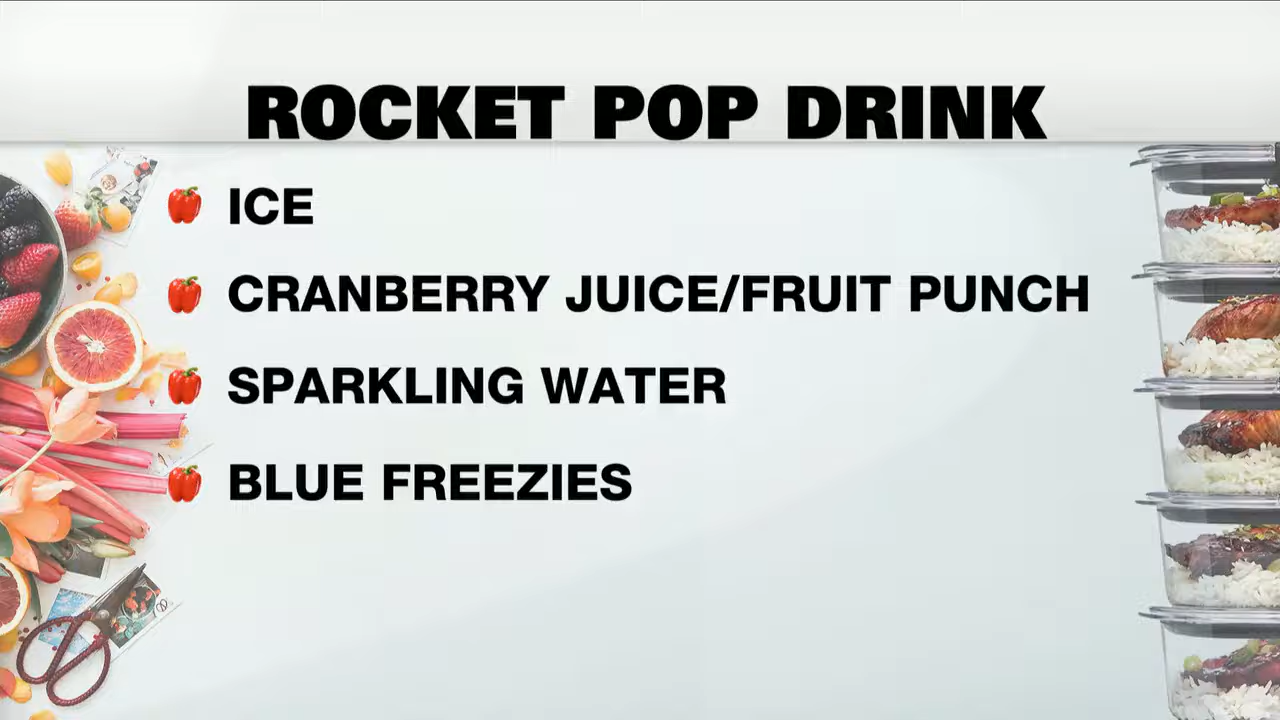 ROCKET POP DRINK
ICE
CRANBERRY JUICE/FRUIT PUNCH
SPARKLING WATER
BLUE FREEZIES